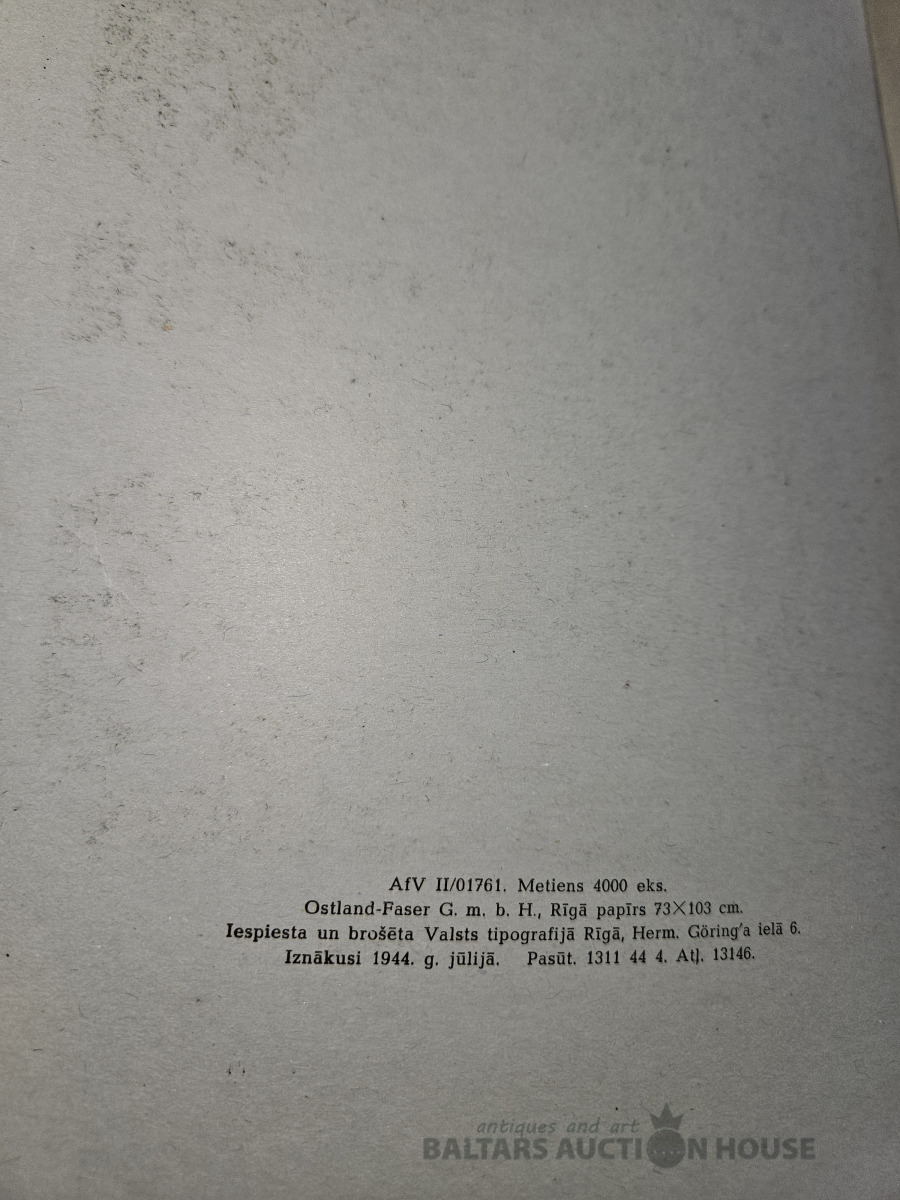 AfV II/01761. Metiens 4000 eks.
Ostland-Faser G. m. b. H., Rīgā papīrs 73×103 cm.
Iespiesta un brošēta Valsts tipografijā Rīgā, Herm. Göring'a ielā 6.
Iznākusi 1944. g. jūlijā. Pasūt. 1311 44 4. Atļ. 13146.
antiques and art
BALTARS AUCTION HOUSE